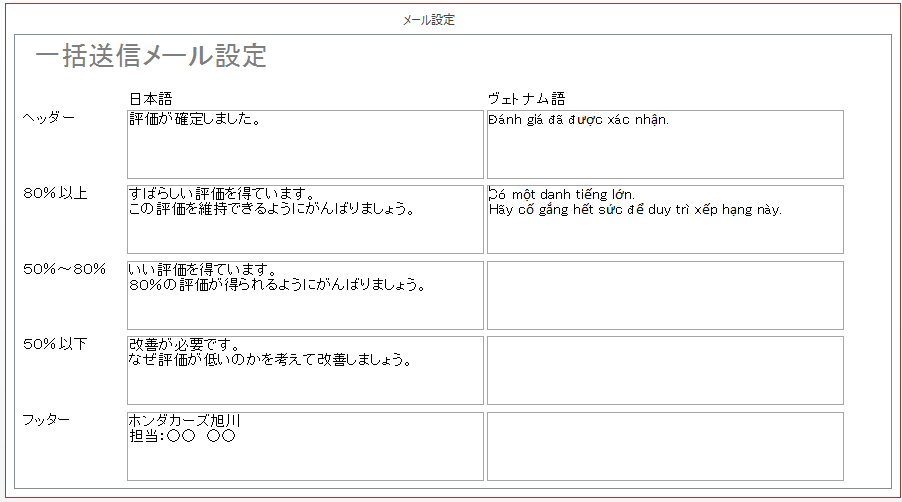 メール設定
一括送信メール設定
日本語 ヴェトナム語
ヘッダー 評価が確定しました。 Đánh giá đã được xác nhận.
80%以上 すばらしい評価を得ています。 Có một danh tiếng lớn.
この評価を維持できるようにがんばりましょう。 Hãy cố gắng hết sức để duy trì xếp hạng này.
50%～80% いい評価を得ています。
80%の評価が得られるようにがんばりましょう。
50%以下 改善が必要です。
なぜ評価が低いのかを考えて改善しましょう。
フッター ホンダカーズ旭川
担当：○○　○○